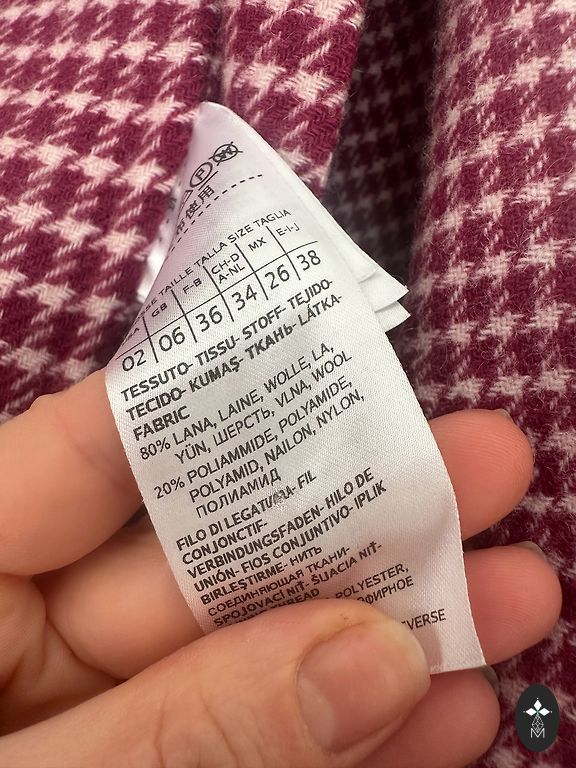 使用
TAILLE TALLA SIZE TAGLIA
GB F-B CH-D A-NL MX E-I-J
02 06 36 34 26 38
TESSUTO- TISSU- STOFF- TEJIDO-
TECIDO- KUMAŞ- ТКАНЬ- LÁTKA-
FABRIC
80% LANA, LAINE, WOLLE, LA,
YÜN, ШЕРСТЬ, VLNA, WOOL
20% POLIAMMIDE, POLYAMIDE,
POLYAMID, NAILON, NYLON,
ПОЛИАМИД
FILO DI LEGATURA- FIL
CONJONCTIF-
VERBINDUNGSFADEN- HILO DE
UNIÓN- FIOS CONJUNTIVO- IPLIK
BIRLEŞTIRME- НИТЬ
СОЕДИНЯЮЩАЯ ТКАНИ-
SPOJOVACÍ NIŤ- ŠIJACIA NIŤ-
THREAD POLYESTER,